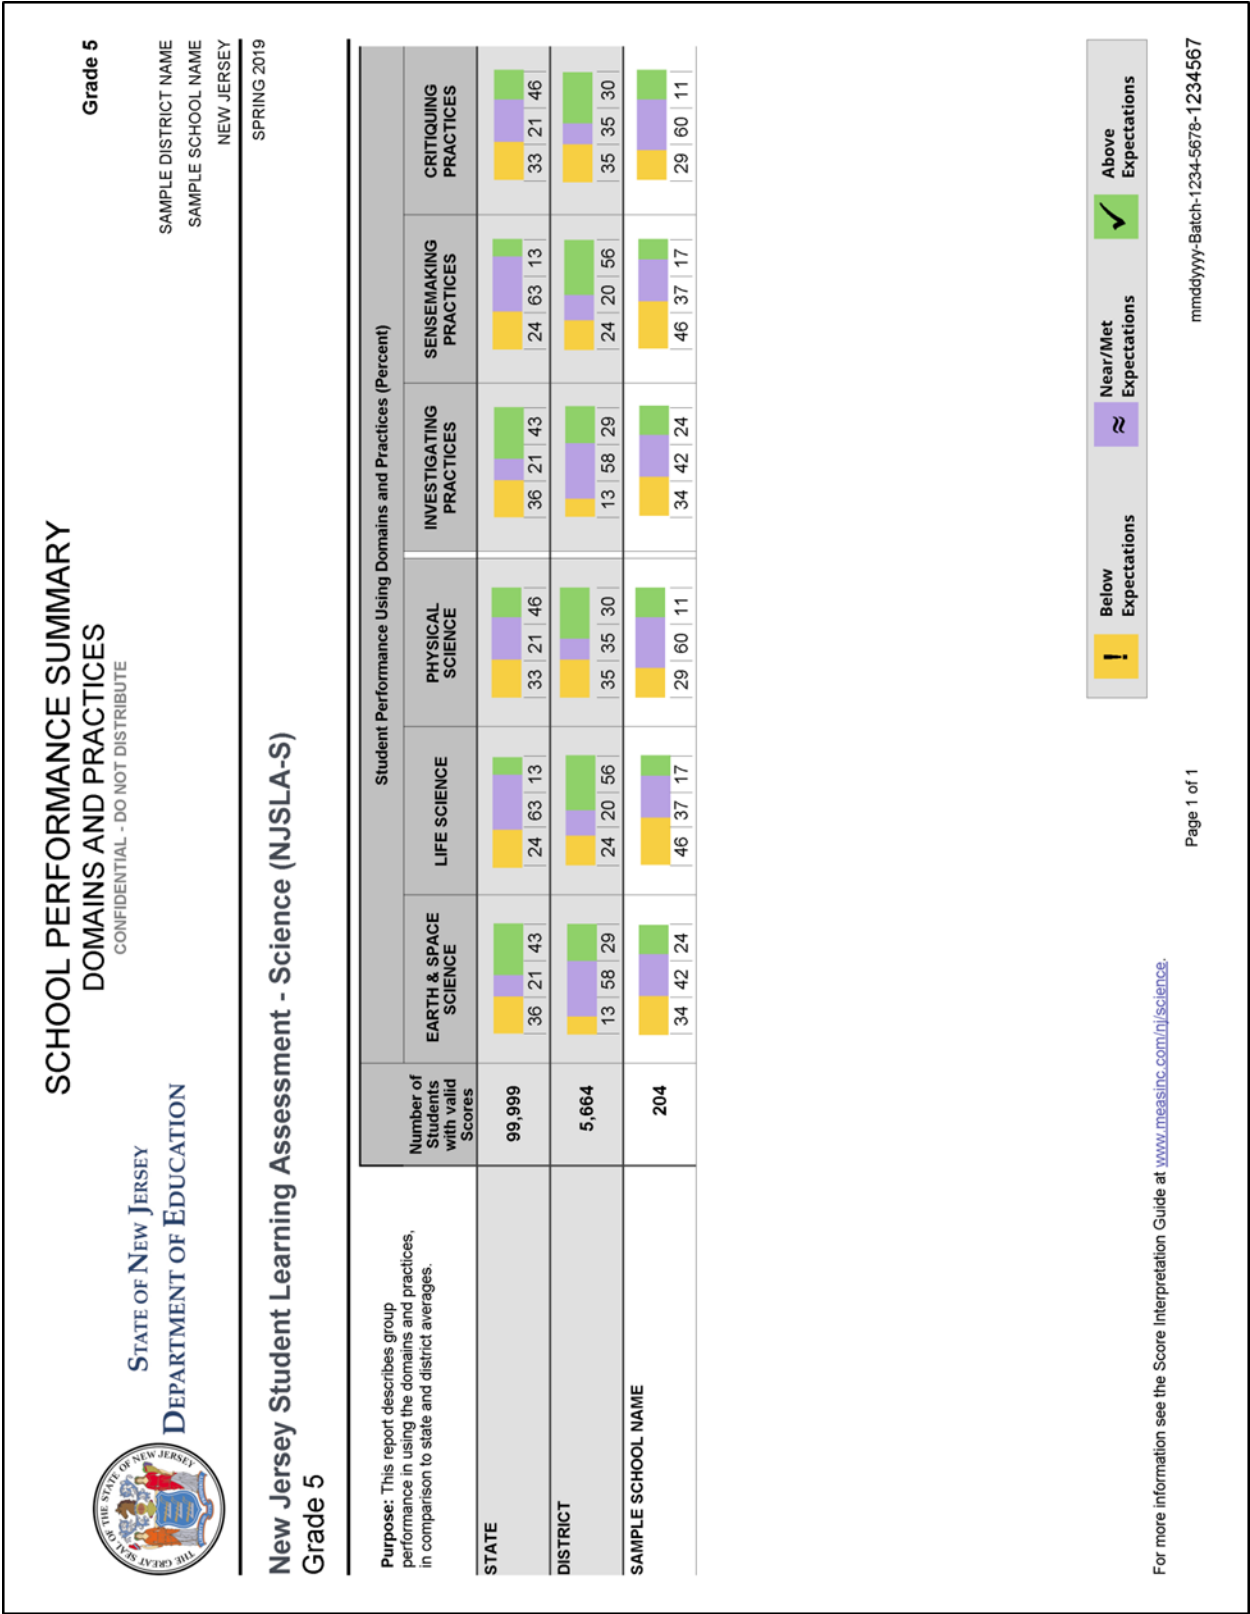 SCHOOL PERFORMANCE SUMMARY
DOMAINS AND PRACTICES
CONFIDENTIAL - DO NOT DISTRIBUTE
Grade 5
THE GREAT SEAL OF THE STATE OF NEW JERSEY
STATE OF NEW JERSEY
DEPARTMENT OF EDUCATION
SAMPLE DISTRICT NAME
SAMPLE SCHOOL NAME
NEW JERSEY
SPRING 2019
New Jersey Student Learning Assessment - Science (NJSLA-S)
Grade 5
Purpose: This report describes group
performance in using the domains and practices,
in comparison to state and district averages.
Number of
Students
with valid
Scores
Student Performance Using Domains and Practices (Percent)
EARTH & SPACE
SCIENCE
LIFE SCIENCE
PHYSICAL
SCIENCE
INVESTIGATING
PRACTICES
SENSEMAKING
PRACTICES
CRITIQUING
PRACTICES
STATE 99,999 36 21 43 24 63 13 33 21 46 36 21 43 24 63 13 33 21 46
DISTRICT 5,664 13 58 29 24 20 56 35 35 30 13 58 29 24 20 56 35 35 30
SAMPLE SCHOOL NAME 204 34 42 24 46 37 17 29 60 11 34 42 24 46 37 17 29 60 11
! Below
Expectations
≈ Near/Met
Expectations
✓ Above
Expectations
For more information see the Score Interpretation Guide at www.measinc.com/nj/science.
Page 1 of 1
mmddyyyy-Batch-1234-5678-1234567